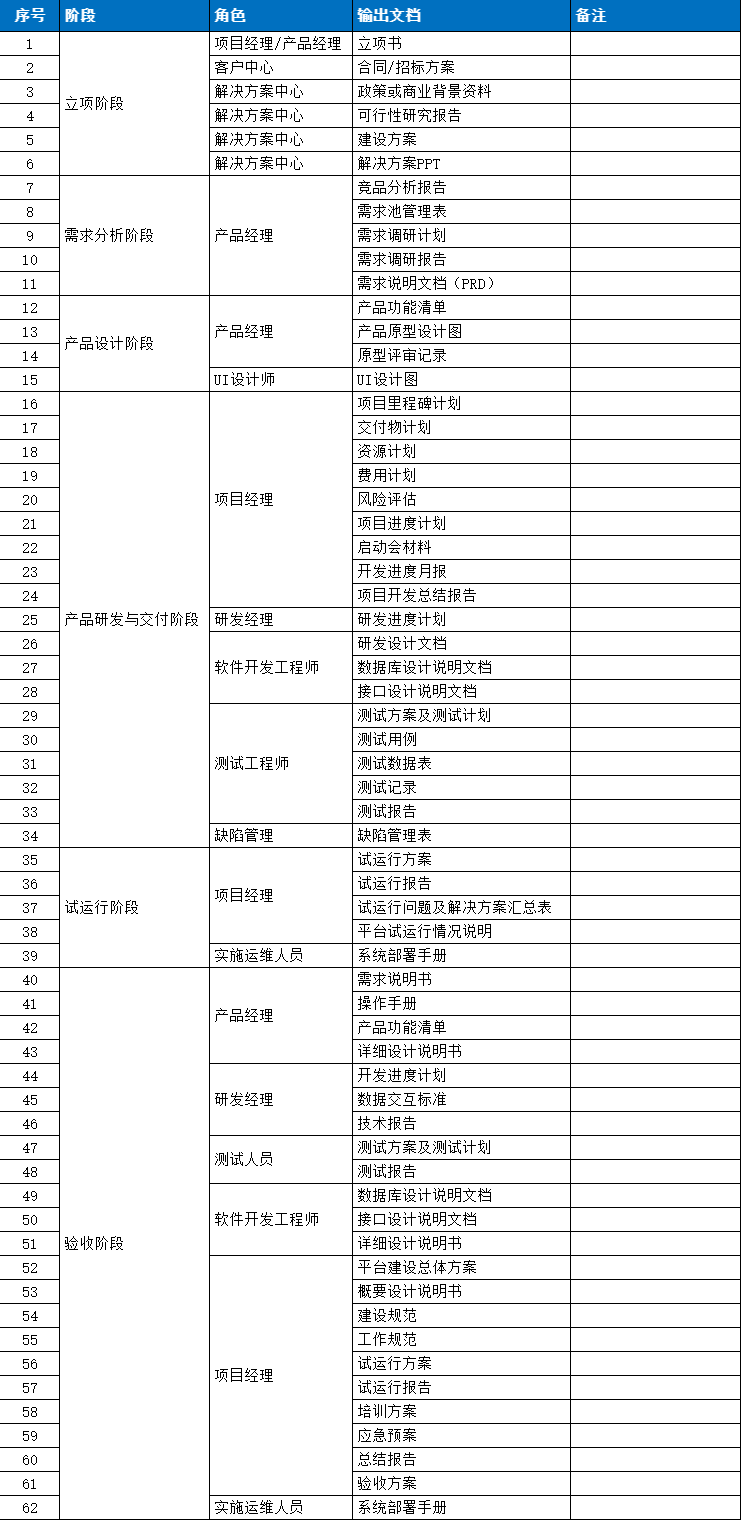 序号 阶段 角色 输出文档 备注
1 立项阶段 项目经理/产品经理 立项书
2 客户中心 合同/招标方案
3 解决方案中心 政策或商业背景资料
4 解决方案中心 可行性研究报告
5 解决方案中心 建设方案
6 解决方案中心 解决方案PPT
7 需求分析阶段 产品经理 竞品分析报告
8 需求池管理表
9 需求调研计划
10 需求调研报告
11 需求说明文档（PRD）
12 产品设计阶段 产品经理 产品功能清单
13 产品原型设计图
14 原型评审记录
15 UI设计师 UI设计图
16 产品研发与交付阶段 项目经理 项目里程碑计划
17 交付物计划
18 资源计划
19 费用计划
20 风险评估
21 项目进度计划
22 启动会材料
23 开发进度月报
24 项目开发总结报告
25 研发经理 研发进度计划
26 软件开发工程师 研发设计文档
27 数据库设计说明文档
28 接口设计说明文档
29 测试工程师 测试方案及测试计划
30 测试用例
31 测试数据表
32 测试记录
33 测试报告
34 缺陷管理 缺陷管理表
35 试运行阶段 项目经理 试运行方案
36 试运行报告
37 试运行问题及解决方案汇总表
38 平台试运行情况说明
39 实施运维人员 系统部署手册
40 验收阶段 产品经理 需求说明书
41 操作手册
42 产品功能清单
43 详细设计说明书
44 研发经理 开发进度计划
45 数据交互标准
46 技术报告
47 测试人员 测试方案及测试计划
48 测试报告
49 软件开发工程师 数据库设计说明文档
50 接口设计说明文档
51 详细设计说明书
52 项目经理 平台建设总体方案
53 概要设计说明书
54 建设规范
55 工作规范
56 试运行方案
57 试运行报告
58 培训方案
59 应急预案
60 总结报告
61 验收方案
62 实施运维人员 系统部署手册